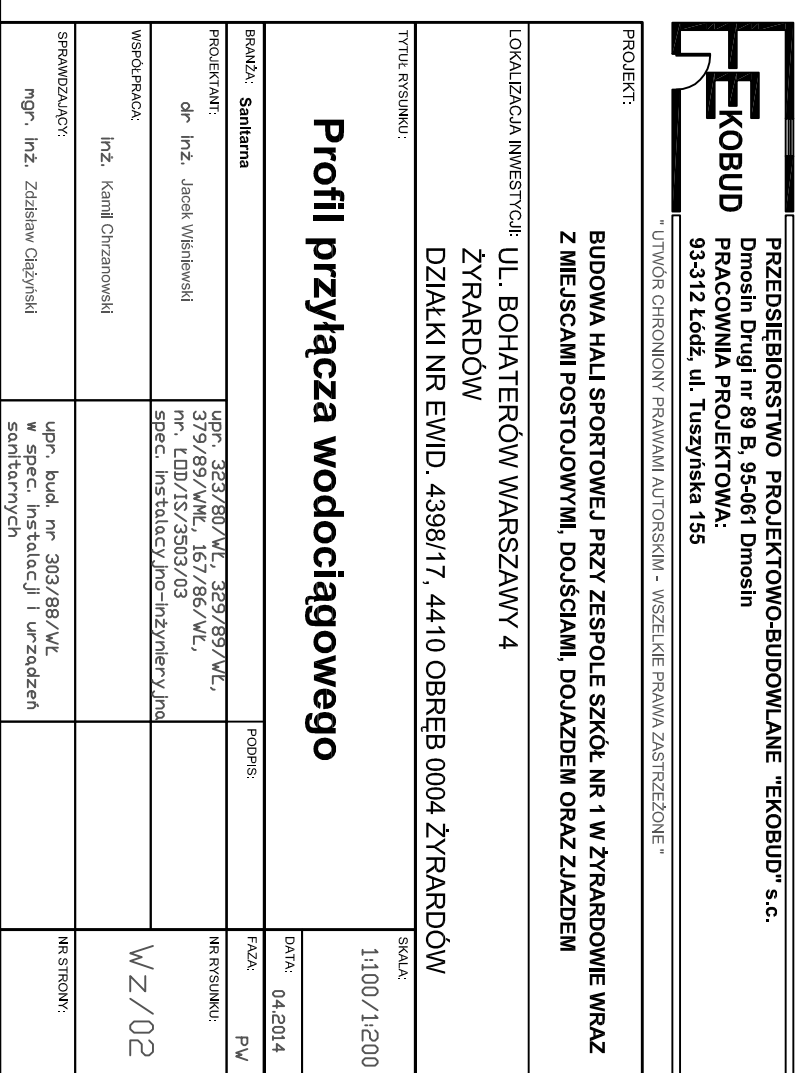 EKOBUD
PRZEDSIĘBIORSTWO PROJEKTOWO-BUDOWLANE "EKOBUD" s.c.
Dmosin Drugi nr 89 B, 95-061 Dmosin
PRACOWNIA PROJEKTOWA:
93-312 Łódź, ul. Tuszyńska 155
" UTWÓR CHRONIONY PRAWAMI AUTORSKIM - WSZELKIE PRAWA ZASTRZEŻONE "
PROJEKT:
BUDOWA HALI SPORTOWEJ PRZY ZESPOLE SZKÓŁ NR 1 W ŻYRARDOWIE WRAZ
Z MIEJSCAMI POSTOJOWYMI, DOJŚCIAMI, DOJAZDEM ORAZ ZJAZDEM
LOKALIZACJA INWESTYCJI: UL. BOHATERÓW WARSZAWY 4
ŻYRARDÓW
DZIAŁKI NR EWID. 4398/17, 4410 OBRĘB 0004 ŻYRARDÓW
TYTUŁ RYSUNKU :
Profil przyłącza wodociągowego
SKALA:
1:100/1:200
DATA: 04.2014
BRANŻA: Sanitarna
PODPIS:
FAZA: PW
PROJEKTANT:
dr inż. Jacek Wiśniewski
upr. 323/80/WŁ, 329/89/WŁ,
379/89/WMŁ, 167/86/WŁ,
nr. ŁOD/IS/3503/03
spec. instalacyjno-inżynieryjna
NR RYSUNKU:
Wz/02
WSPÓŁPRACA:
inż. Kamil Chrzanowski
SPRAWDZAJĄCY:
mgr. inż. Zdzisław Ciążyński
upr. bud. nr 303/88/WŁ
w spec. instalacji i urządzeń
sanitarnych
NR STRONY: